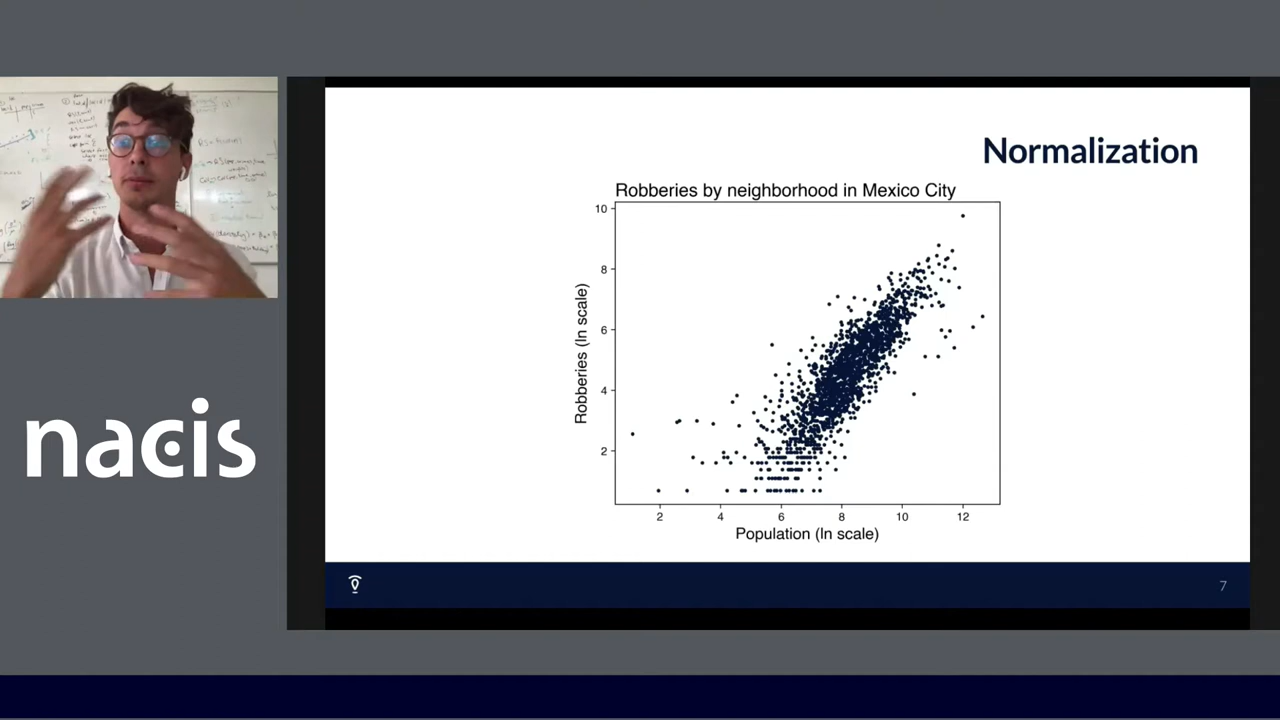 nacis
Normalization
Robberies by neighborhood in Mexico City
10
8
6
4
2
Robberies (ln scale)
2 4 6 8 10 12
Population (ln scale)
7